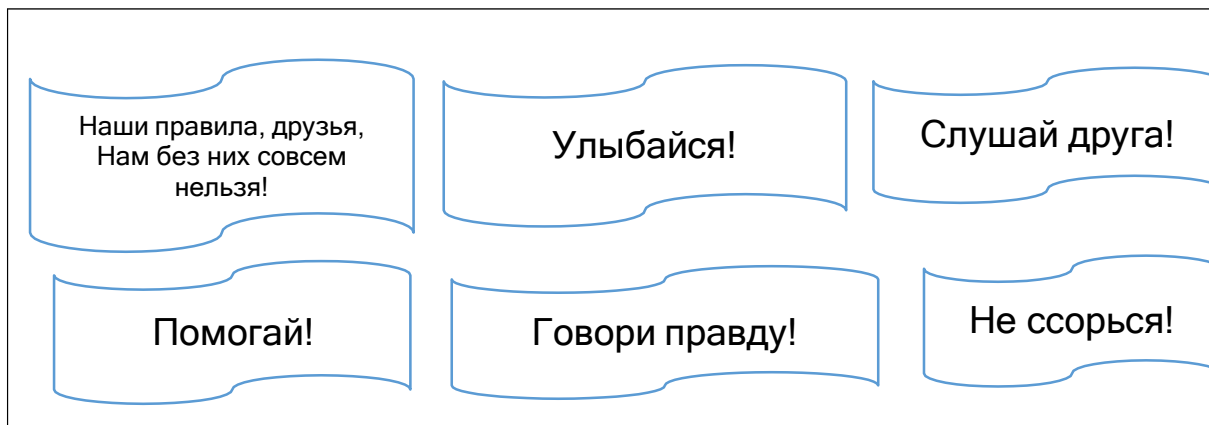 Наши правила, друзья,
Нам без них совсем
нельзя!
Улыбайся!
Слушай друга!
Помогай!
Говори правду!
Не ссорься!